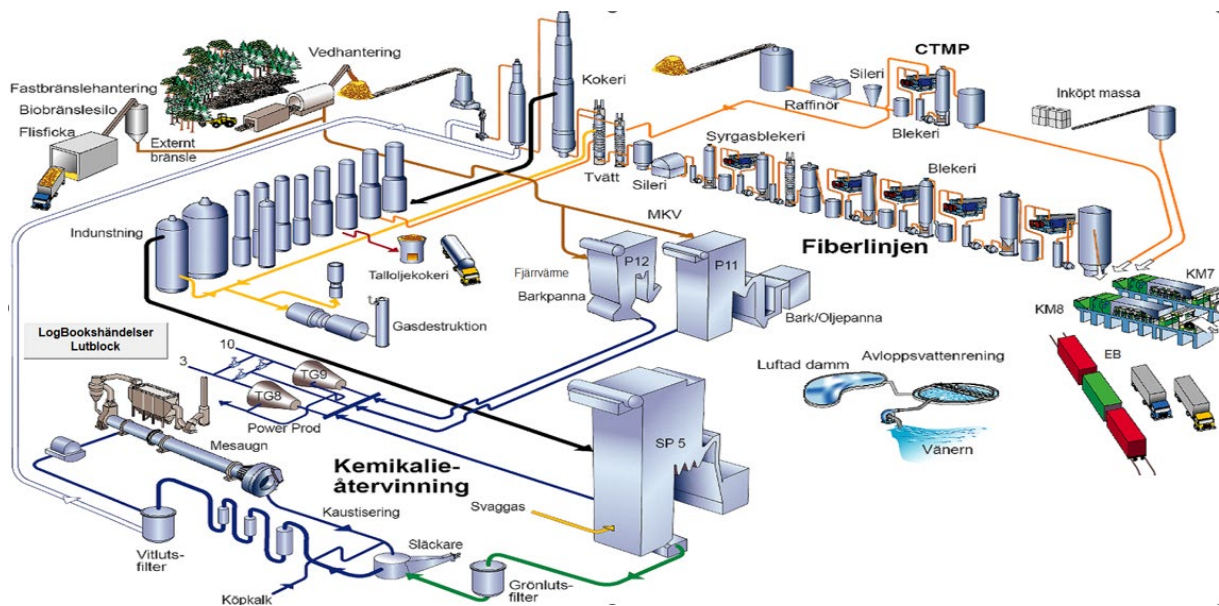 Vedhantering
Fastbränslehantering
Biobränslesilo
Flisficka
Externt
bränsle
Kokeri
CTMP
Sileri
Raffinör
Blekeri
Inköpt massa
Syrgasblekeri
Tvätt
Sileri
Blekeri
MKV
Fiberlinjen
Indunstning
Talloljekokeri
P12
P11
Fjärrvärme
Barkpanna
Bark/Oljepanna
KM7
KM8
Gasdestruktion
LogBookshändelser
Lutblock
10
3
TG9
TG8
Power Prod
Luftad damm
Avloppsvattenrening
EB
Vänern
SP 5
Mesaugn
Kemikalie-
återvinning
Kaustisering
Svaggas
Släckare
Vitluts-
filter
Grönluts-
filter
Köpkalk